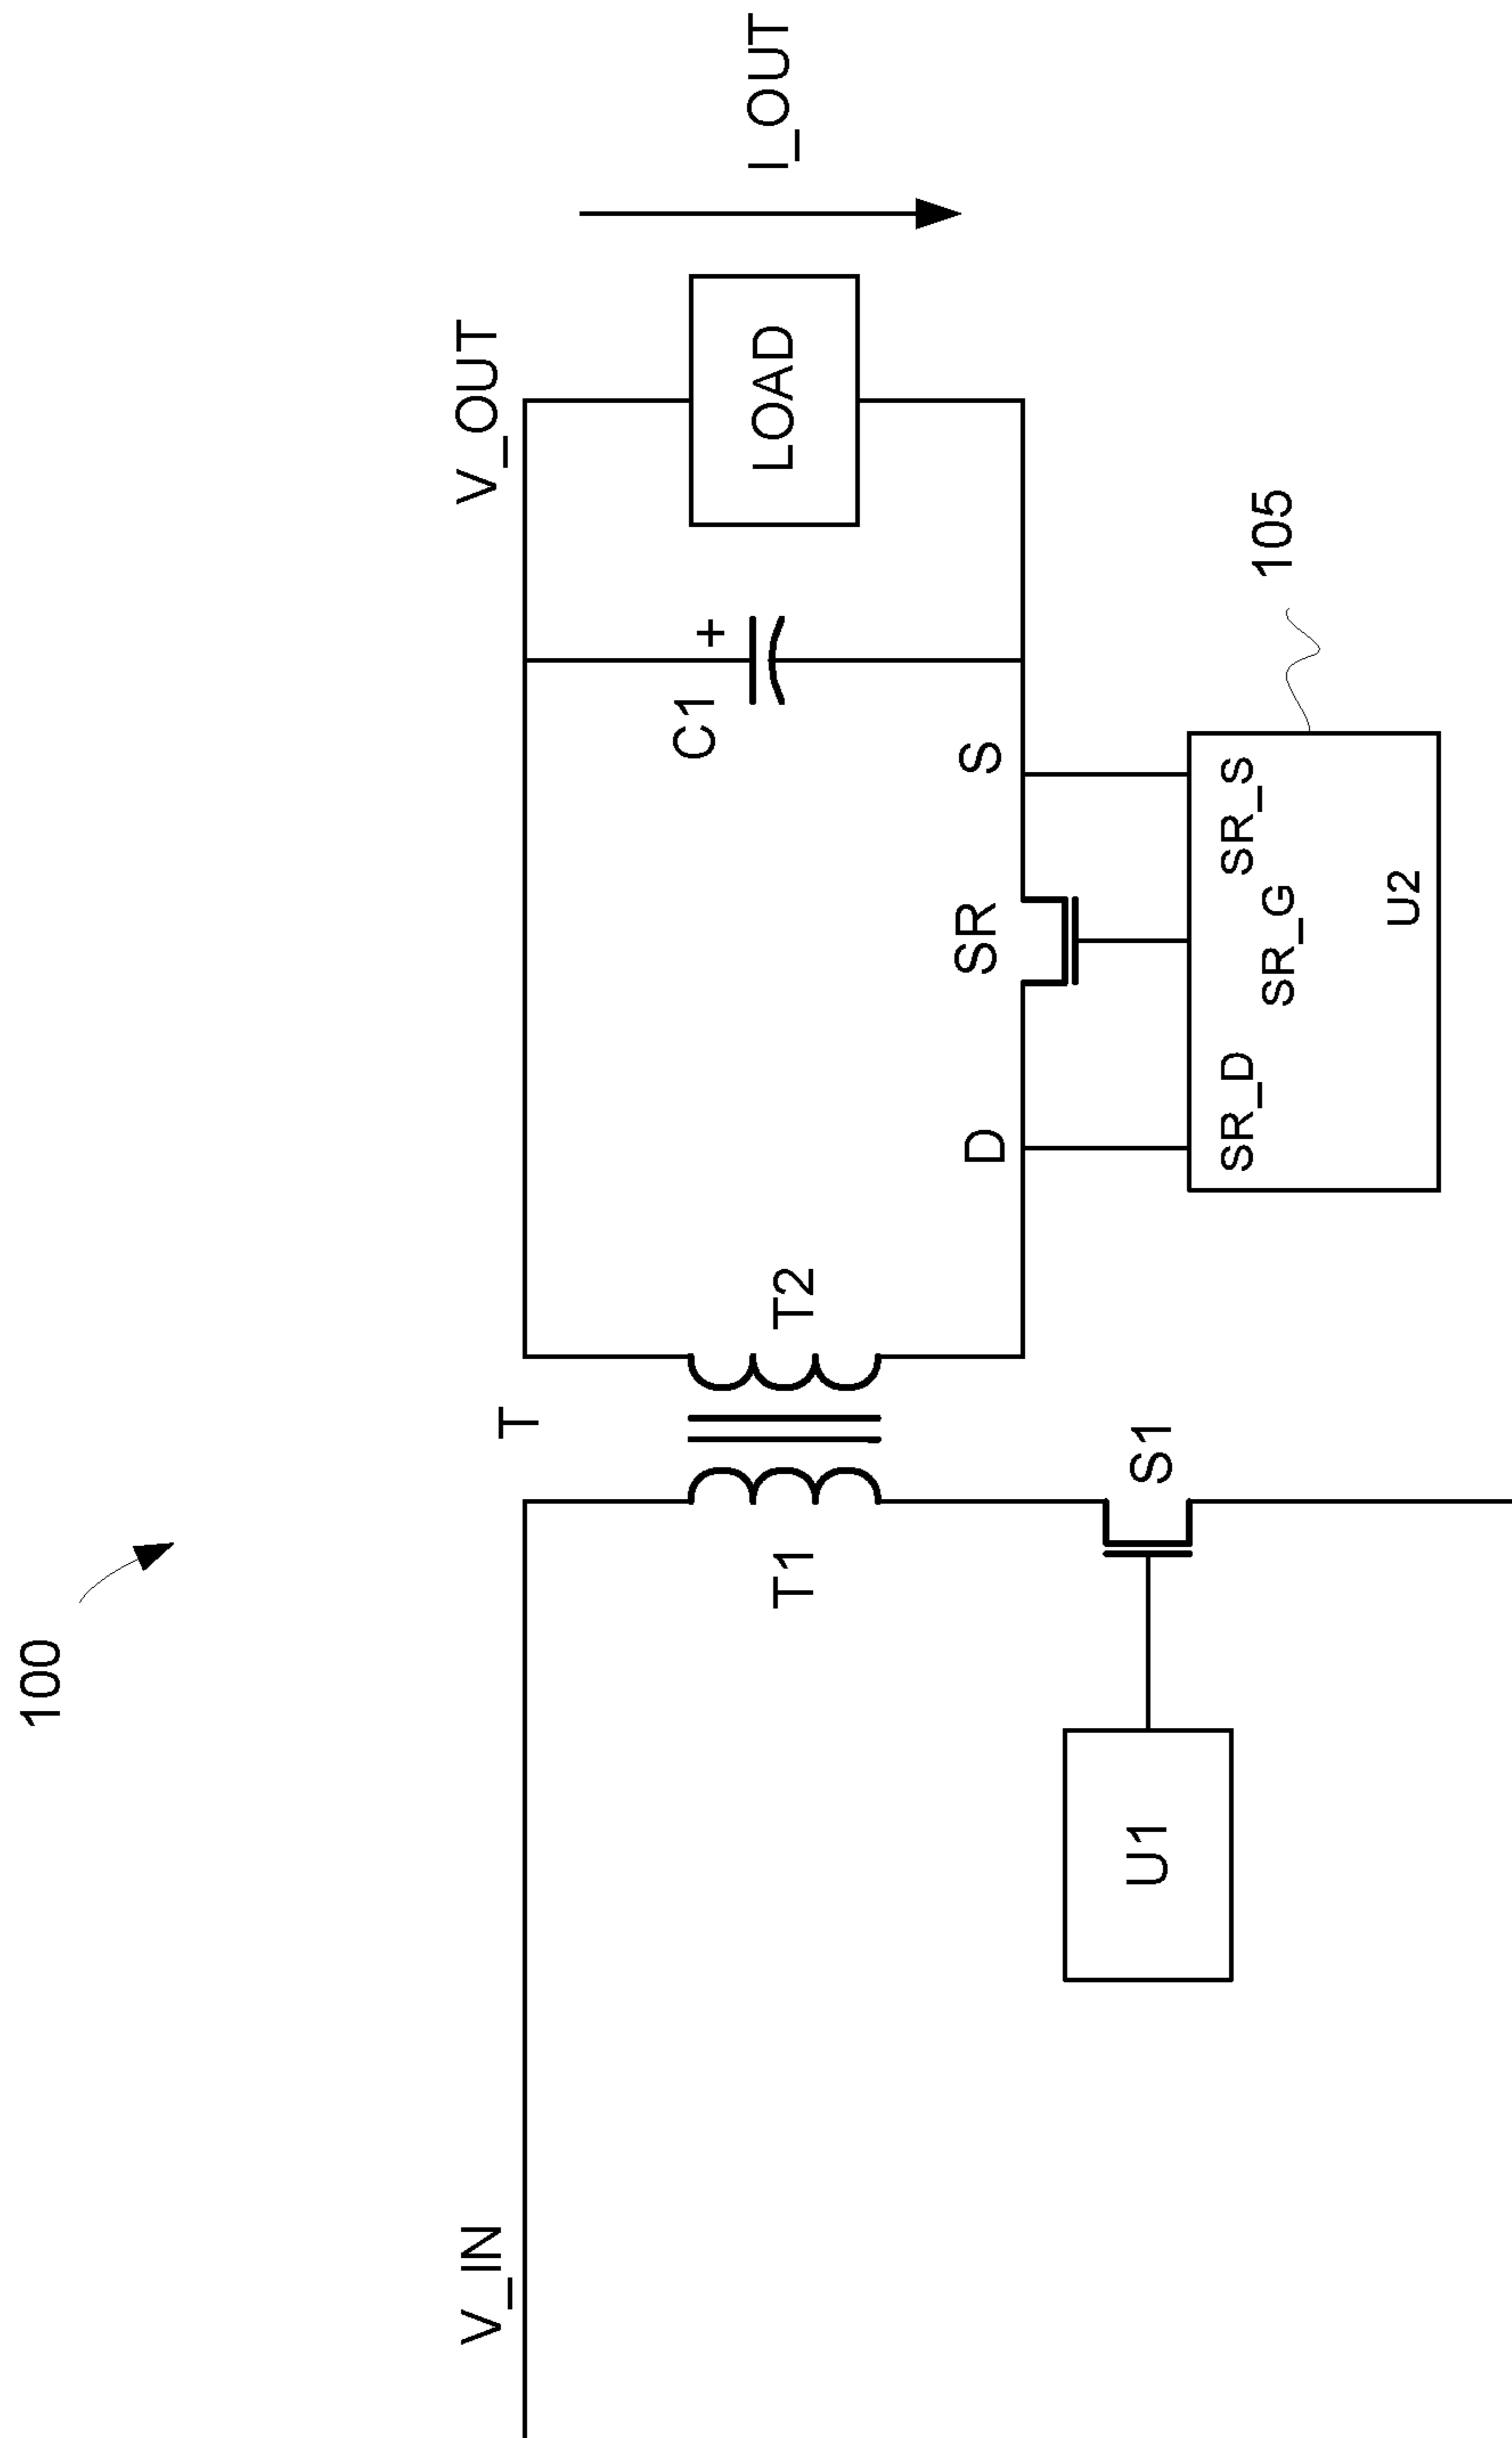 100
V_IN
T
V_OUT
T1
T2
C1
+
LOAD
I_OUT
U1
S1
D
SR
S
SR_D
SR_G
SR_S
U2
105